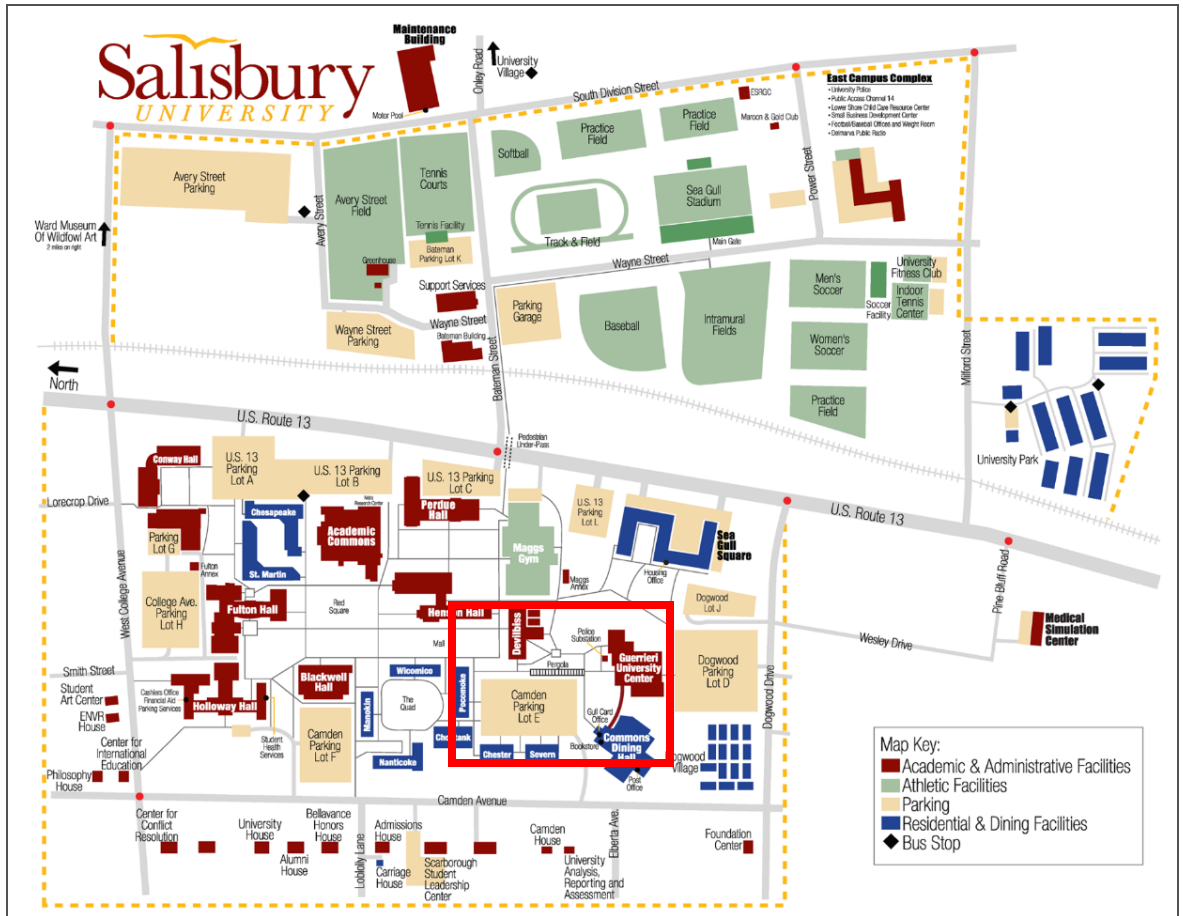 Salisbury
UNIVERSITY
Maintenance
Building
Motor Pool
Onley Road
University
Village
South Division Street
ESRGC
Maroon & Gold Club
East Campus Complex
• University Police
• Public Access Channel 14
• Lower Shore Child Care Resource Center
• Small Business Development Center
• Football/Baseball Offices and Weight Room
• Delmarva Public Radio
Practice
Field
Practice
Field
Softball
Tennis
Courts
Avery Street
Parking
Avery Street
Avery Street
Field
Sea Gull
Stadium
Power Street
Ward Museum
Of Wildfowl Art
2 miles on right
Tennis Facility
Bateman
Parking Lot K
Track & Field
Main Gate
Wayne Street
Greenhouse
Support Services
Wayne Street
Bateman Building
Wayne Street
Parking
Parking
Garage
Baseball
Intramural
Fields
Men's
Soccer
Soccer
Facility
University
Fitness Club
Indoor
Tennis
Center
Women's
Soccer
Practice
Field
Milford Street
Bateman Street
North
U.S. Route 13
Pedestrian
Under-Pass
University Park
Conway Hall
U.S. 13
Parking
Lot A
U.S. 13 Parking
Lot B
U.S. 13 Parking
Lot C
U.S. 13
Parking
Lot L
U.S. Route 13
Lorecrop Drive
Chesapeake
Research Center
Perdue
Hall
Academic
Commons
Parking
Lot G
St. Martin
Maggs
Gym
Sea
Gull
Square
Housing
Office
Fulton
Annex
Maggs
Annex
West College Avenue
College Ave.
Parking
Lot H
Fulton Hall
Red
Square
Henson Hall
Dogwood
Lot J
Pine Bluff Road
Medical
Simulation
Center
Wesley Drive
Mall
Devilbiss
Police
Substation
Guerrieri
University
Center
Pergola
Dogwood
Parking
Lot D
Dogwood Drive
Smith Street
Student
Art Center
ENVR
House
Cashiers Office
Financial Aid
Parking Services
Holloway Hall
Blackwell
Hall
Wicomico
Manokin
The
Quad
Pocomoke
Camden
Parking
Lot E
Gull Card
Office
Bookstore
Commons
Dining
Hall
Post
Office
Dogwood
Village
Center for
International
Education
Philosophy
House
Student
Health
Services
Camden
Parking
Lot F
Nanticoke
Choptank
Chester
Severn
Camden Avenue
Center for
Conflict
Resolution
University
House
Alumni
House
Bellavance
Honors
House
Loblolly Lane
Admissions
House
Carriage
House
Scarborough
Student
Leadership
Center
Camden
House
University
Analysis,
Reporting and
Assessment
Elberta Ave.
Foundation
Center
Map Key:
Academic & Administrative Facilities
Athletic Facilities
Parking
Residential & Dining Facilities
Bus Stop